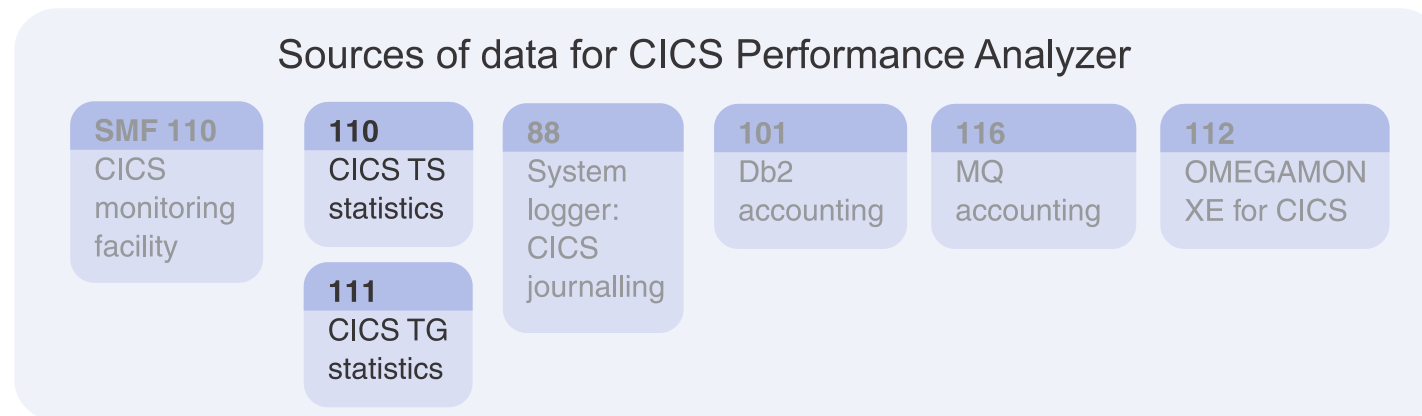 Sources of data for CICS Performance Analyzer
SMF 110
CICS
monitoring
facility
110
CICS TS
statistics
111
CICS TG
statistics
88
System
logger:
CICS
journalling
101
Db2
accounting
116
MQ
accounting
112
OMEGAMON
XE for CICS